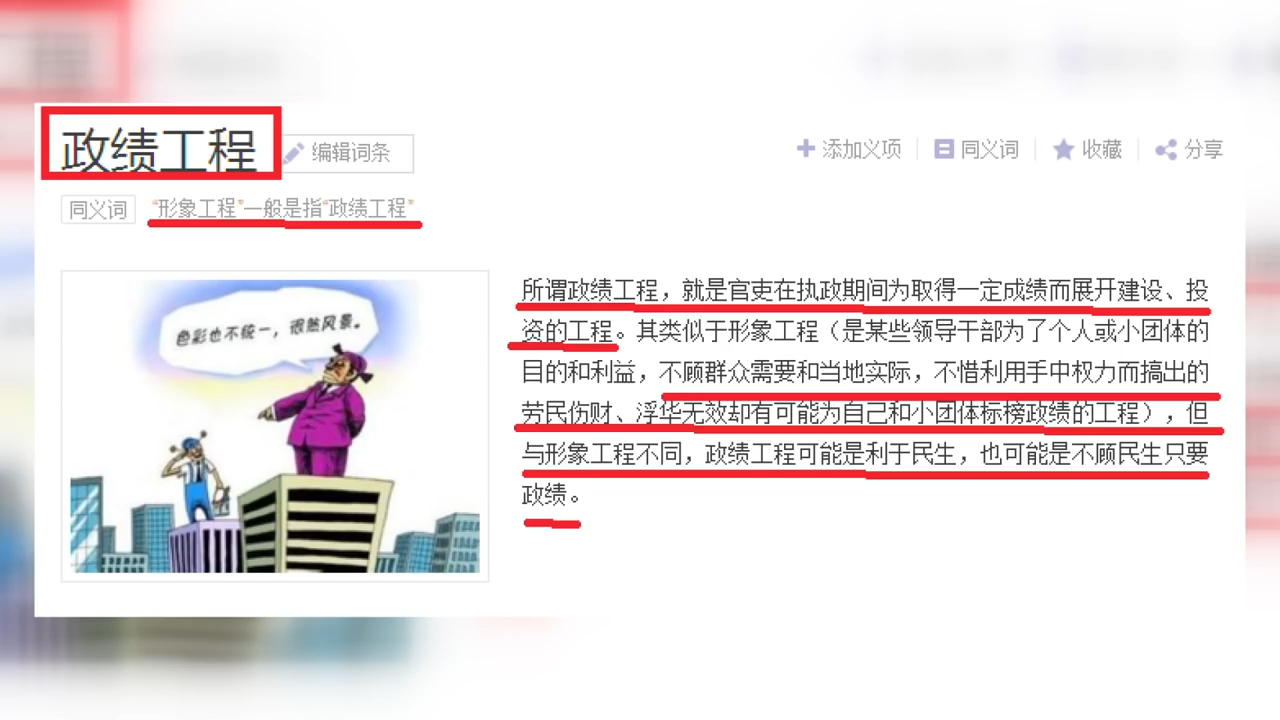 政绩工程
编辑词条
添加义项
同义词
收藏
分享
同义词
“形象工程”一般是指“政绩工程”
色彩也不统一，很煞风景。
所谓政绩工程，就是官吏在执政期间为取得一定成绩而展开建设、投
资的工程。其类似于形象工程（是某些领导干部为了个人或小团体的
目的和利益，不顾群众需要和当地实际，不惜利用手中权力而搞出的
劳民伤财、浮华无效却有可能为自己和小团体标榜政绩的工程），但
与形象工程不同，政绩工程可能是利于民生，也可能是不顾民生只要
政绩。